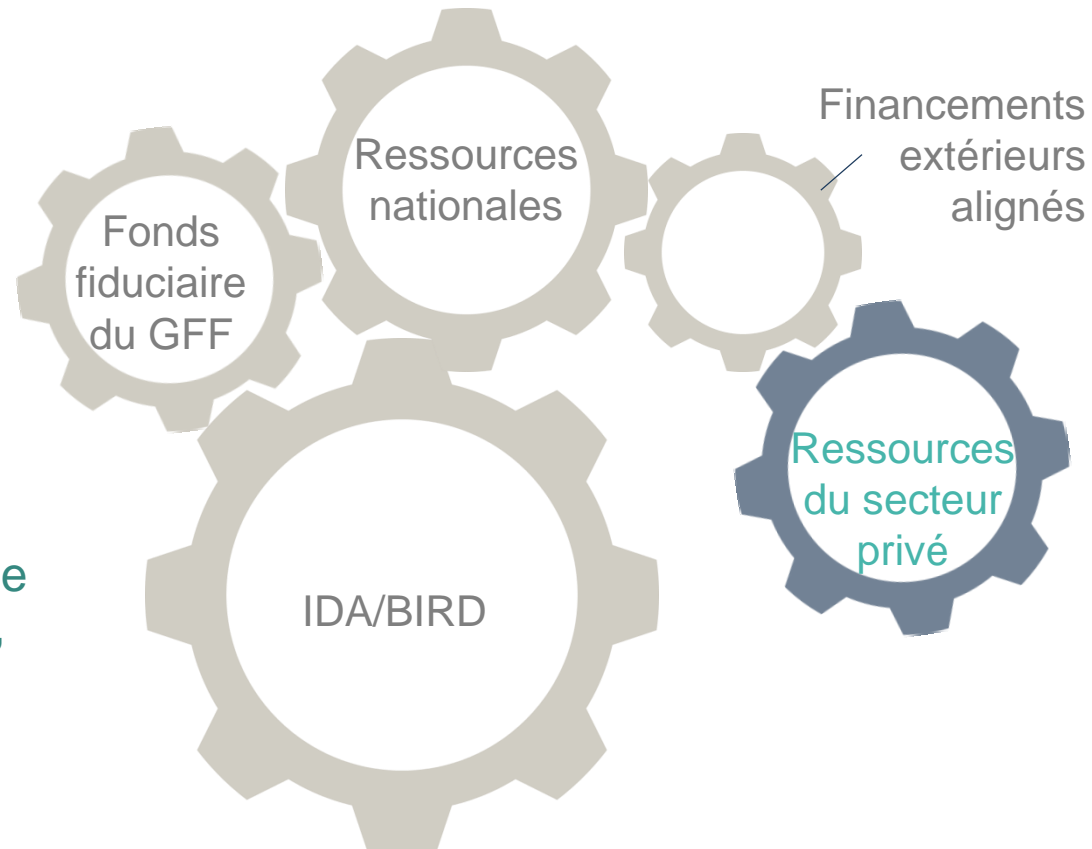 Financements
extérieurs
alignés
Ressources
nationales
Fonds
fiduciaire
du GFF
Ressources
du secteur
privé
IDA/BIRD
e
,